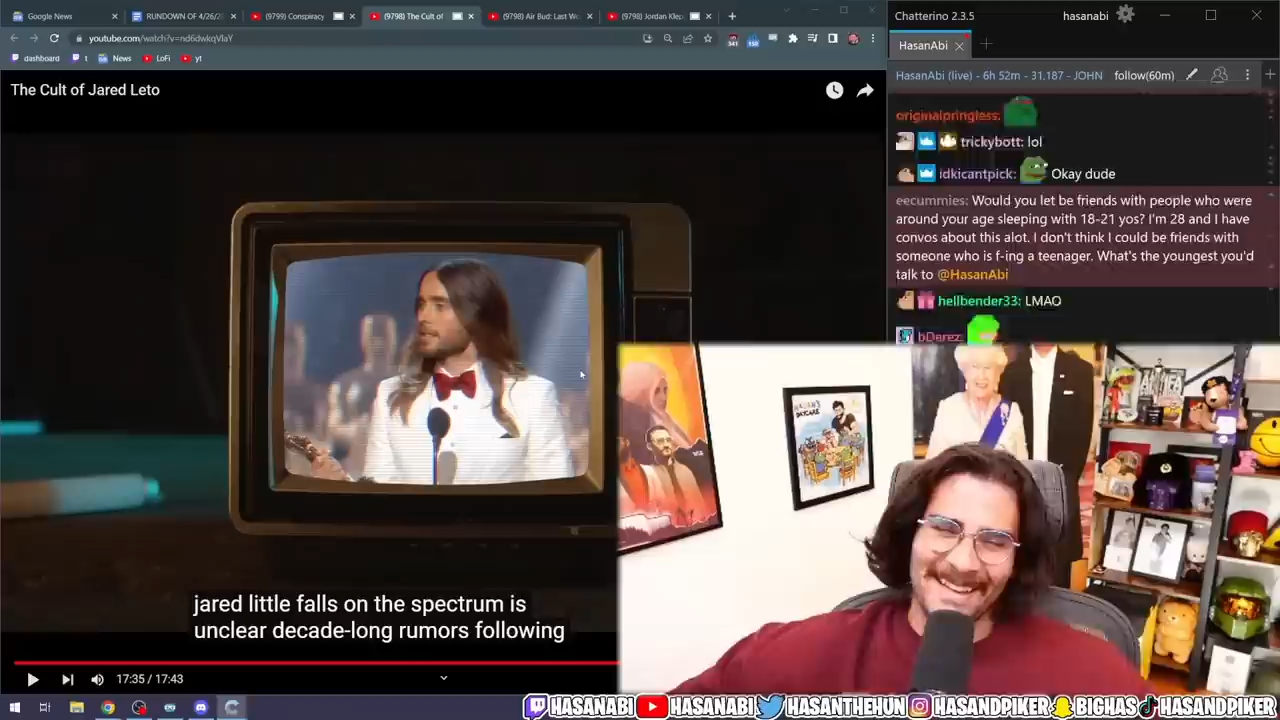 Google News
RUNDOWN OF 4/26/2
(9799) Conspiracy
(9798) The Cult of
(9798) Air Bud: Last Wo
(9798) Jordan Klep
youtube.com/watch?v=nd6dwkqVlaY
dashboard
t
News
LoFi
yt
The Cult of Jared Leto
jared little falls on the spectrum is
unclear decade-long rumors following
17:35 / 17:43
Chatterino 2.3.5
hasanabi
HasanAbi
HasanAbi (live) - 6h 52m - 31,187 - JOHN
follow(60m)
originalpringless:
trickybott: lol
idkicantpick: Okay dude
eecummies: Would you let be friends with people who were
around your age sleeping with 18-21 yos? I'm 28 and I have
convos about this alot. I don't think I could be friends with
someone who is f-ing a teenager. What's the youngest you'd
talk to @HasanAbi
hellbender33: LMAO
HASANABI HASANABI HASANTHEHUN HASANDPIKER BIGHAS HASANDPIKER